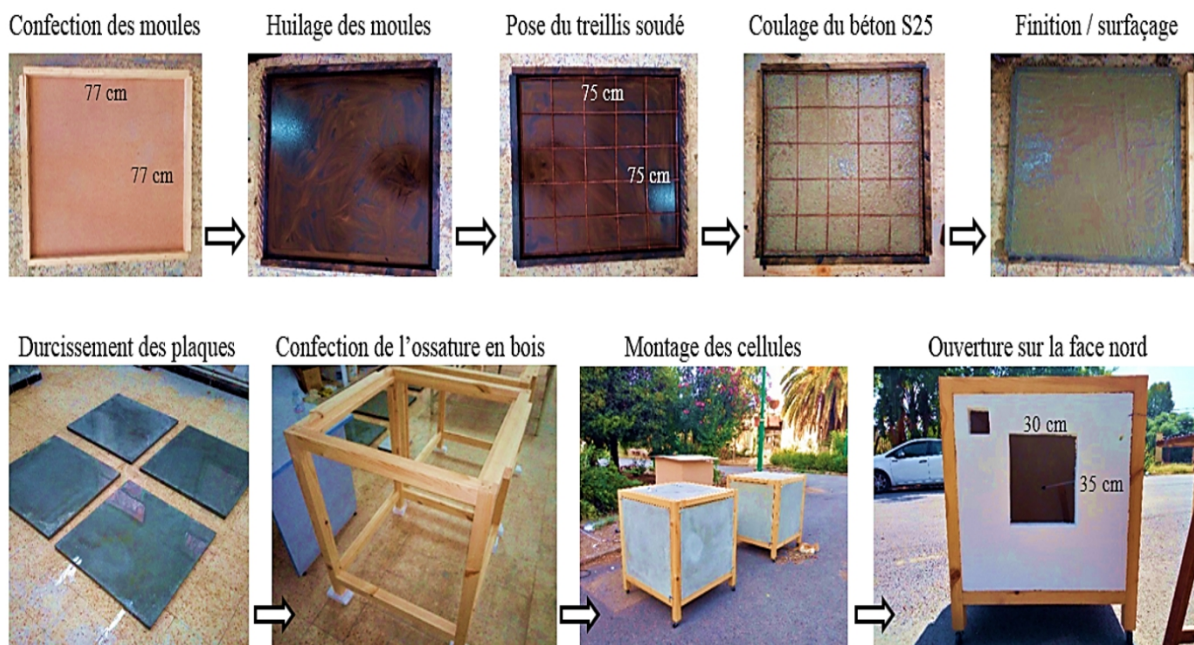 Confection des moules
Huilage des moules
Pose du treillis soudé
Coulage du béton S25
Finition / surfaçage
77 cm
77 cm
75 cm
75 cm
Durcissement des plaques
Confection de l'ossature en bois
Montage des cellules
Ouverture sur la face nord
30 cm
35 cm